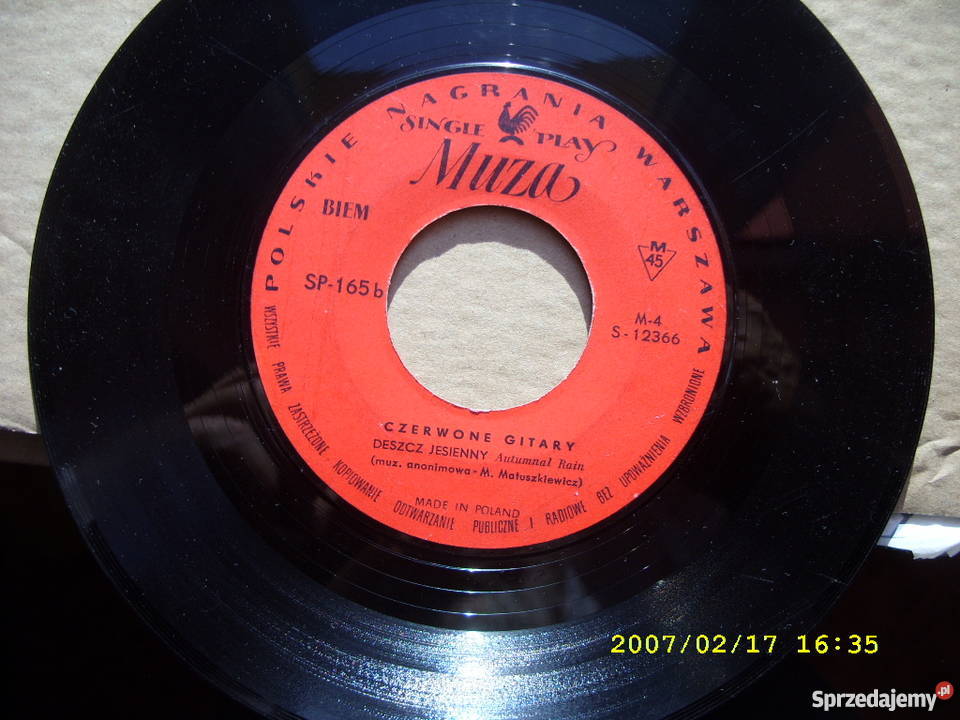 POLSKIE NAGRANIA WARSZAWA
SINGLE PLAY
Muza
BIEM
M
45
SP-165b
M-4
S-12366
CZERWONE GITARY
DESZCZ JESIENNY Autumnal Rain
(muz. anonimowa - M. Matuszkiewicz)
MADE IN POLAND
WSZSTKIE PRAWA ZASTRZEŻONE KOPIOWANIE ODTWARZANIE PUBLICZNE I RADIOWE BEZ UPOWAŻNIENIA WZBRONIONE
2007/02/17 16:35
Sprzedajemy.pl